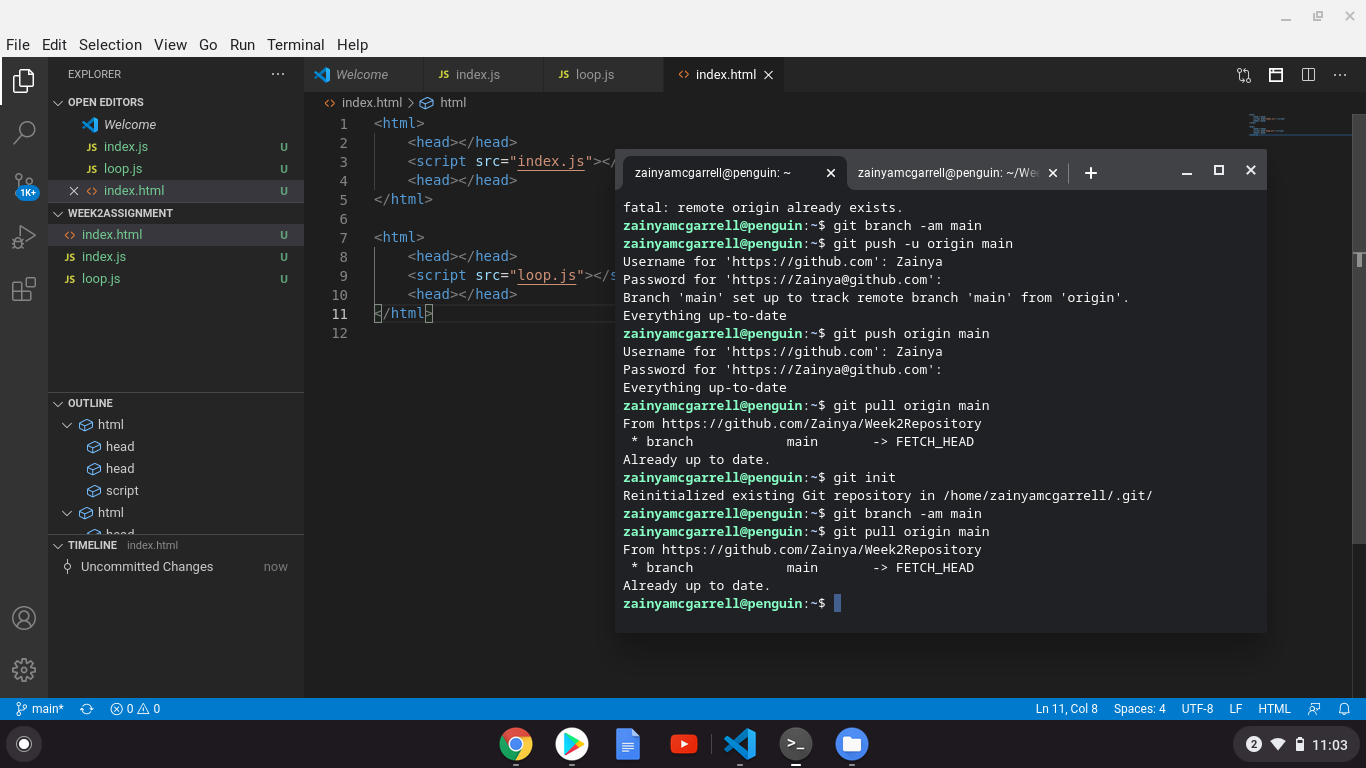 File Edit Selection View Go Run Terminal Help
EXPLORER
OPEN EDITORS
Welcome
index.js U
loop.js U
index.html U
1K+
WEEK2ASSIGNMENT
index.html U
index.js U
loop.js U
OUTLINE
html
head
head
script
html
head
TIMELINE index.html
Uncommitted Changes now
Welcome
JS index.js
JS loop.js
index.html
index.html > html
1 <html>
2 <head></head>
3 <script src="index.js"></
4 <head></head>
5 </html>
6
7 <html>
8 <head></head>
9 <script src="loop.js"></s
10 <head></head>
11 </html>
12
zainyamcgarrell@penguin: ~
zainyamcgarrell@penguin: ~/We
fatal: remote origin already exists.
zainyamcgarrell@penguin:~$ git branch -am main
zainyamcgarrell@penguin:~$ git push -u origin main
Username for 'https://github.com': Zainya
Password for 'https://Zainya@github.com':
Branch 'main' set up to track remote branch 'main' from 'origin'.
Everything up-to-date
zainyamcgarrell@penguin:~$ git push origin main
Username for 'https://github.com': Zainya
Password for 'https://Zainya@github.com':
Everything up-to-date
zainyamcgarrell@penguin:~$ git pull origin main
From https://github.com/Zainya/Week2Repository
 * branch            main       -> FETCH_HEAD
Already up to date.
zainyamcgarrell@penguin:~$ git init
Reinitialized existing Git repository in /home/zainyamcgarrell/.git/
zainyamcgarrell@penguin:~$ git branch -am main
zainyamcgarrell@penguin:~$ git pull origin main
From https://github.com/Zainya/Week2Repository
 * branch            main       -> FETCH_HEAD
Already up to date.
zainyamcgarrell@penguin:~$
main* 0 0 Ln 11, Col 8 Spaces: 4 UTF-8 LF HTML
2 11:03